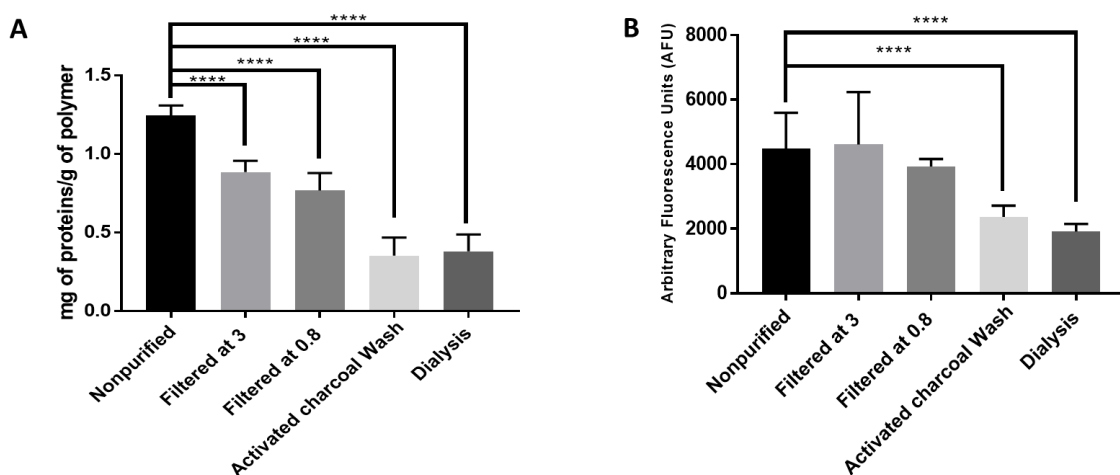 A
mg of proteins/g of polymer
1.5
1.0
0.5
0.0
****
****
****
****
Nonpurified
Filtered at 3
Filtered at 0.8
Activated charcoal Wash
Dialysis
B
Arbitrary Fluorescence Units (AFU)
8000
6000
4000
2000
0
****
****
Nonpurified
Filtered at 3
Filtered at 0.8
Activated charcoal Wash
Dialysis